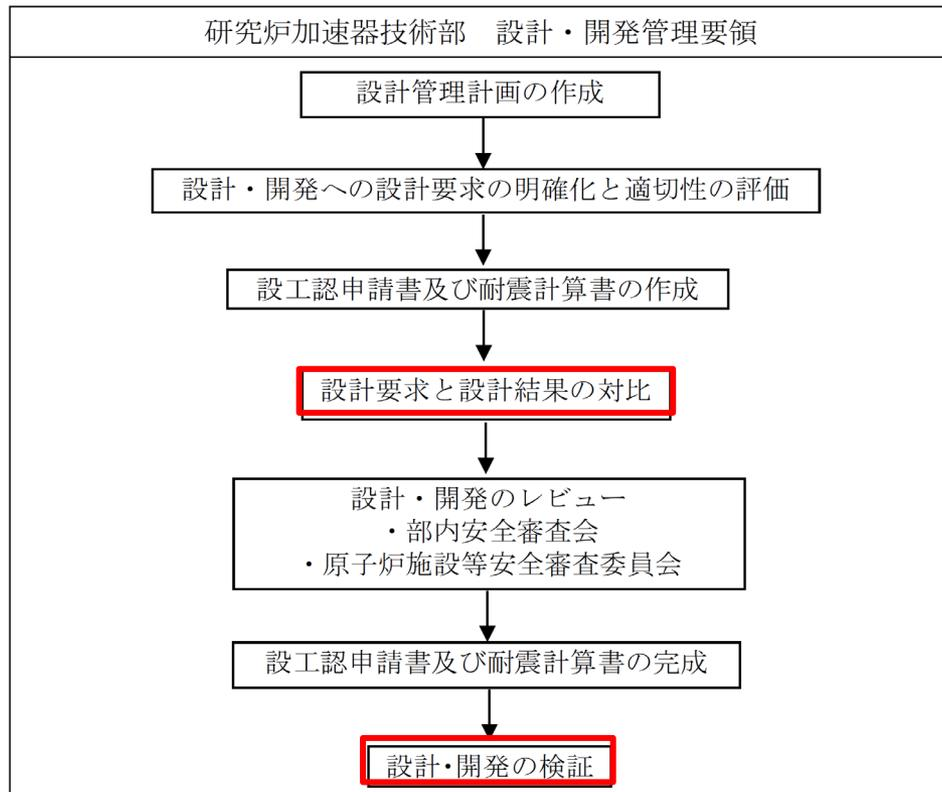 研究炉加速器技術部　設計・開発管理要領
設計管理計画の作成
設計・開発への設計要求の明確化と適切性の評価
設工認申請書及び耐震計算書の作成
設計要求と設計結果の対比
設計・開発のレビュー
・部内安全審査会
・原子炉施設等安全審査委員会
設工認申請書及び耐震計算書の完成
設計・開発の検証